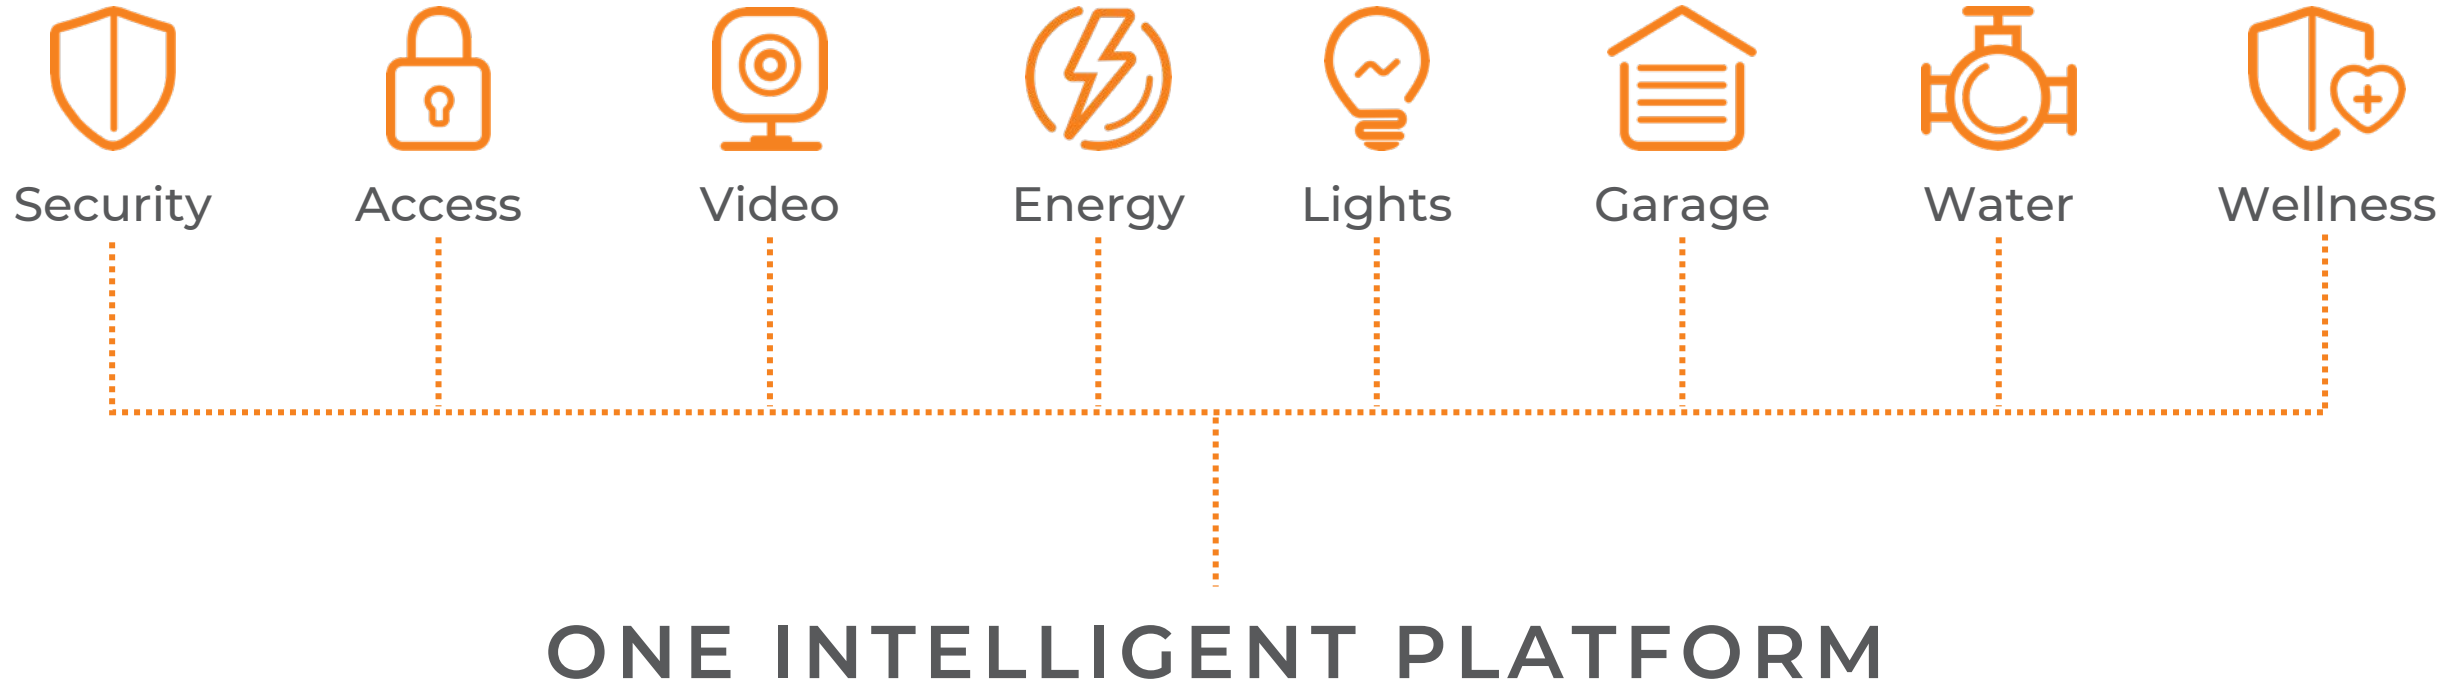 Security Access Video Energy Lights Garage Water Wellness
ONE INTELLIGENT PLATFORM